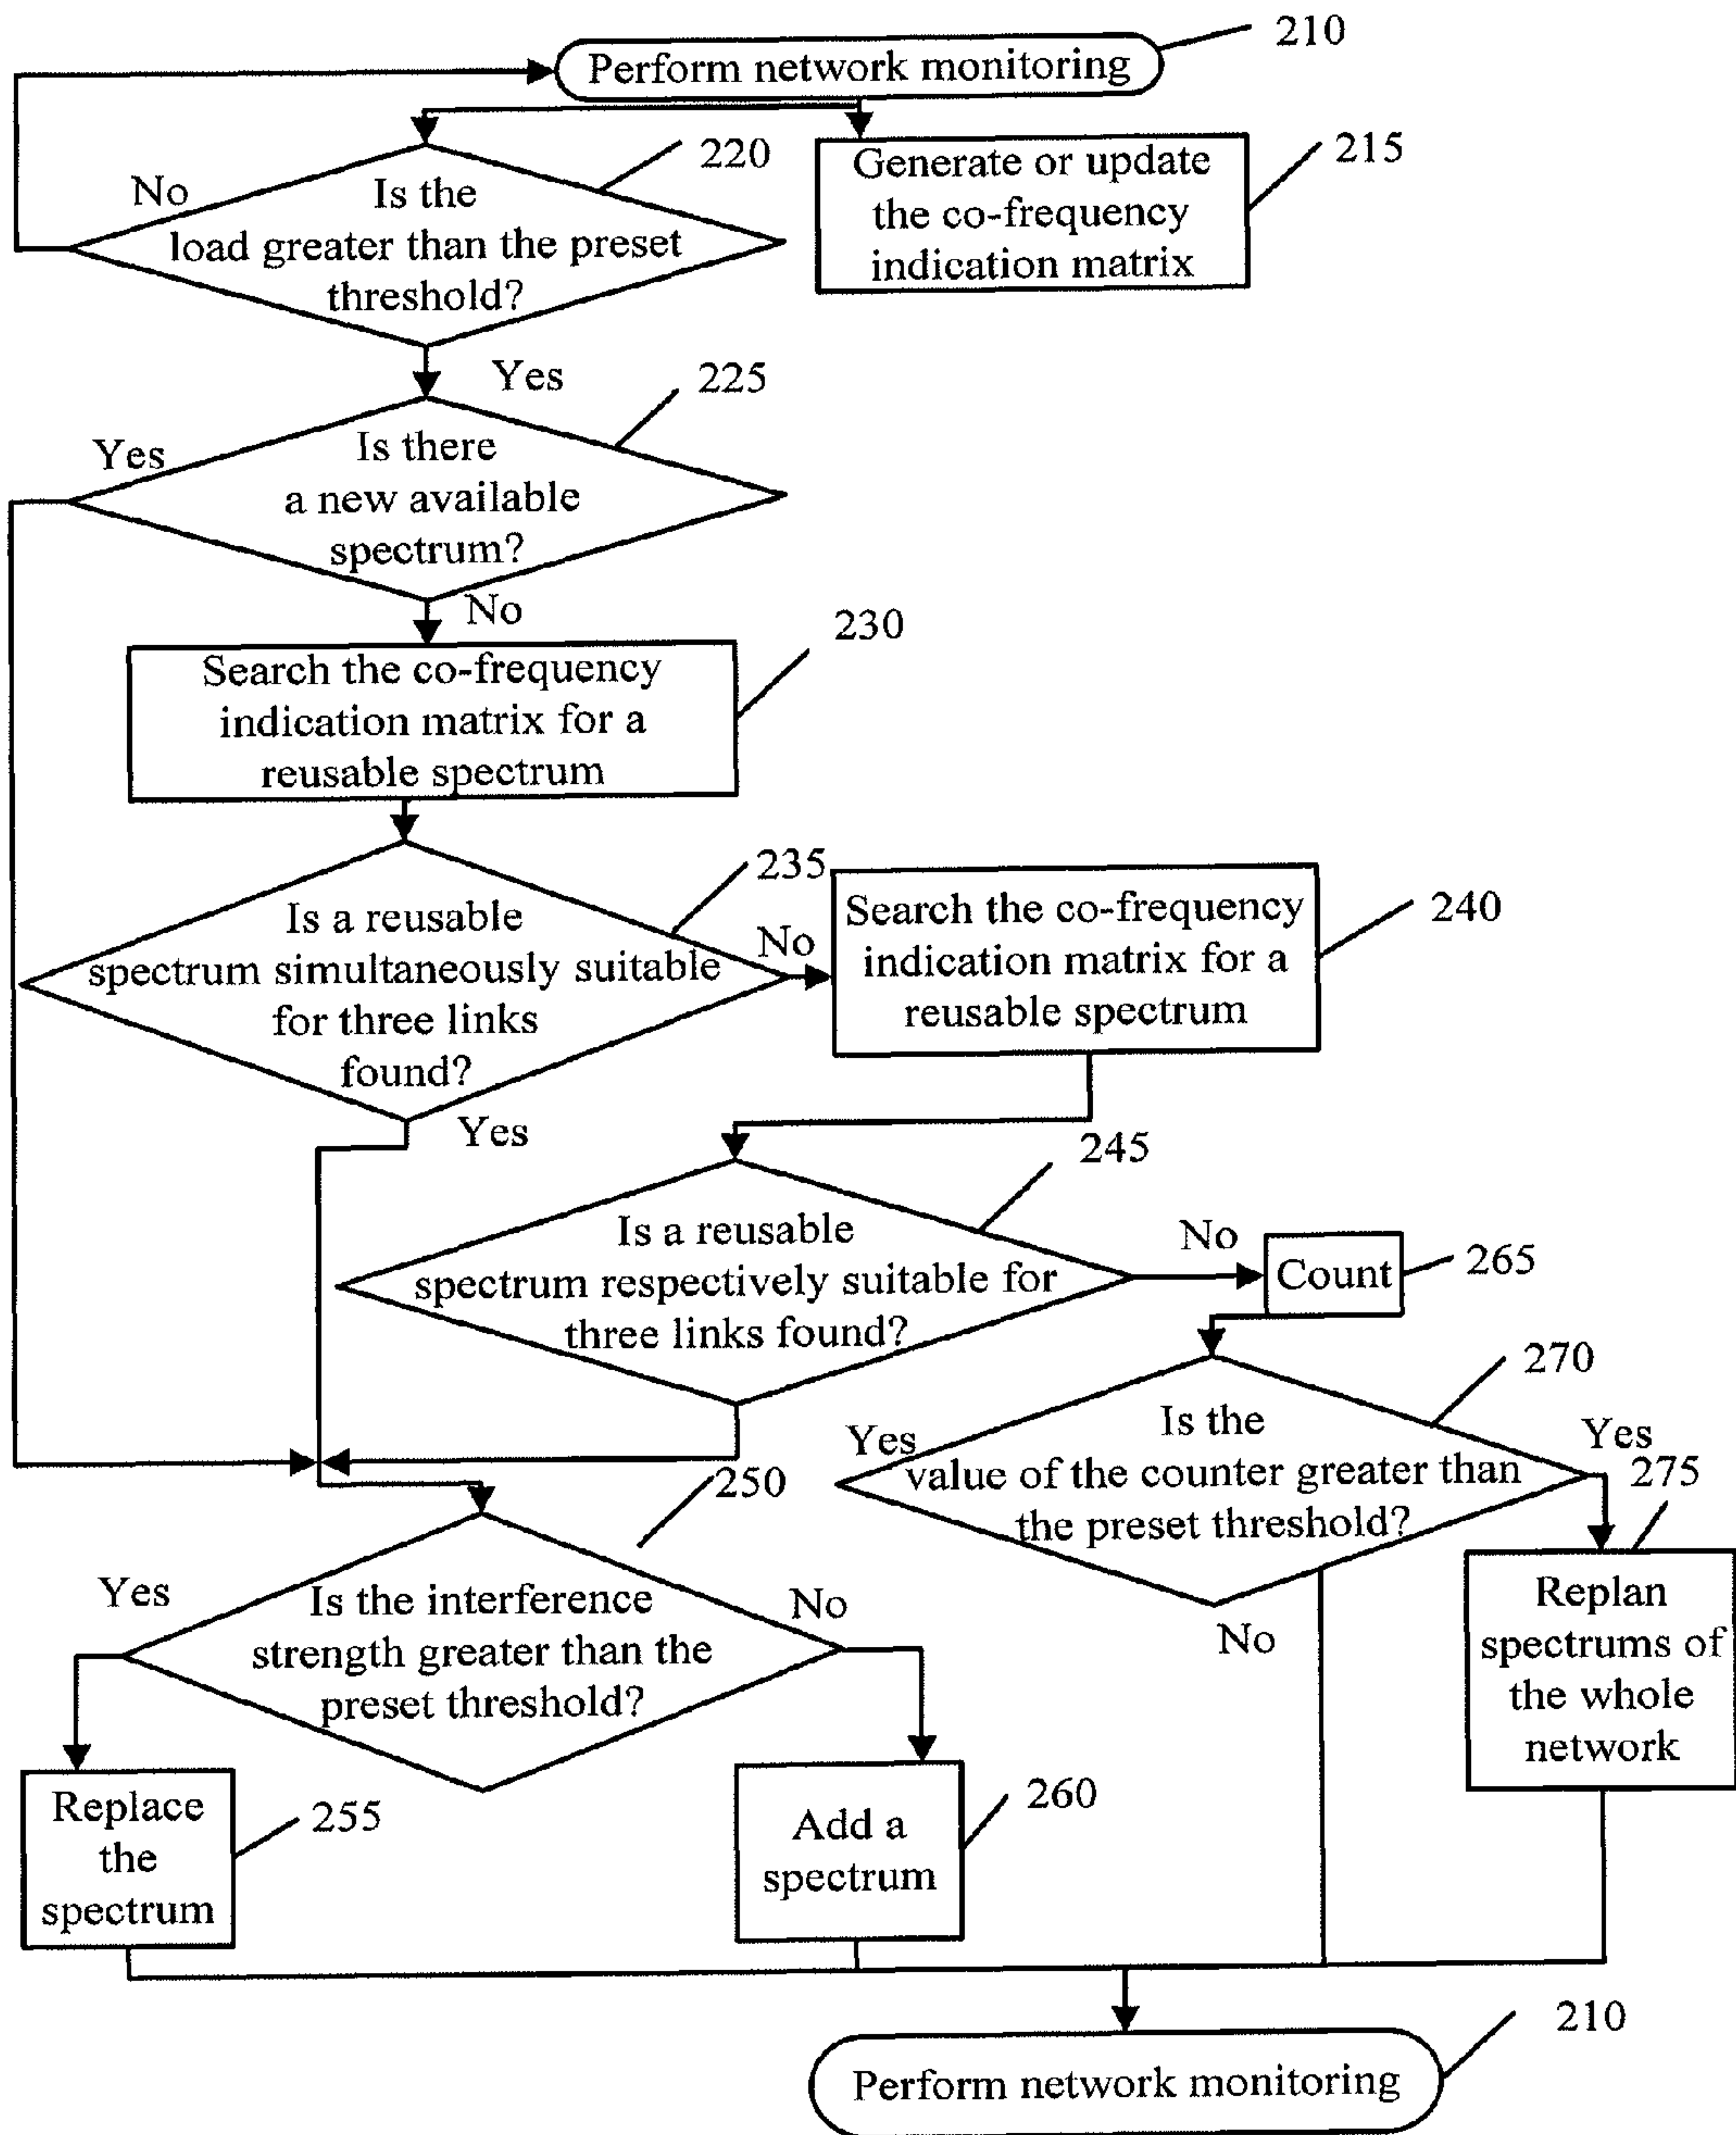 210
Perform network monitoring
220
No
Is the
load greater than the preset
threshold?
215
Generate or update
the co-frequency
indication matrix
Yes
225
Yes
Is there
a new available
spectrum?
No
230
Search the co-frequency
indication matrix for a
reusable spectrum
235
Is a reusable
spectrum simultaneously suitable
for three links
found?
No
Yes
240
Search the co-frequency
indication matrix for a
reusable spectrum
245
Is a reusable
spectrum respectively suitable for
three links found?
No
Count
265
270
Yes
Is the
value of the counter greater than
the preset threshold?
Yes
275
No
Replan
spectrums of
the whole
network
250
Yes
Is the interference
strength greater than the
preset threshold?
No
Replace
the
spectrum
255
Add a
spectrum
260
210
Perform network monitoring